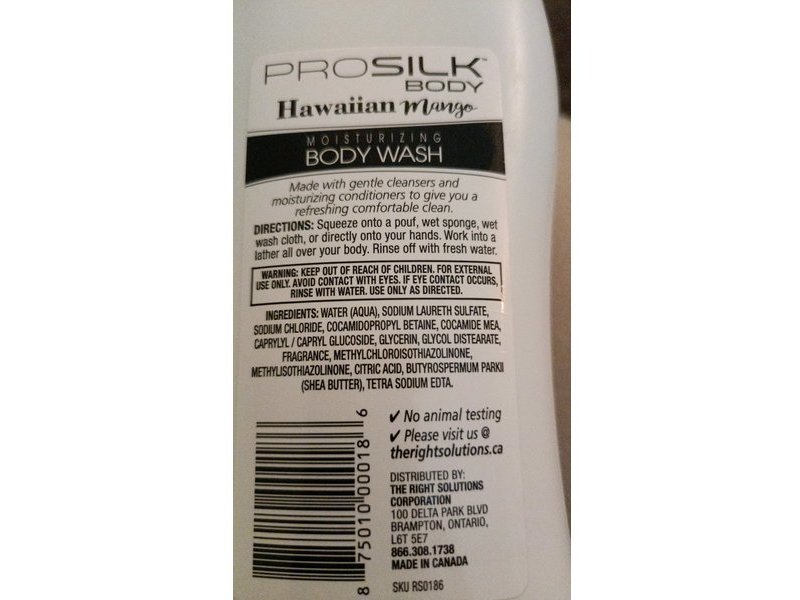 PROSILK™
BODY
Hawaiian Mango
MOISTURIZING
BODY WASH
Made with gentle cleansers and
moisturizing conditioners to give you a
refreshing comfortable clean.
DIRECTIONS: Squeeze onto a pouf, wet sponge, wet
wash cloth, or directly onto your hands. Work into a
lather all over your body. Rinse off with fresh water.
WARNING: KEEP OUT OF REACH OF CHILDREN. FOR EXTERNAL
USE ONLY. AVOID CONTACT WITH EYES. IF EYE CONTACT OCCURS,
RINSE WITH WATER. USE ONLY AS DIRECTED.
INGREDIENTS: WATER (AQUA), SODIUM LAURETH SULFATE,
SODIUM CHLORIDE, COCAMIDOPROPYL BETAINE, COCAMIDE MEA,
CAPRYLYL / CAPRYL GLUCOSIDE, GLYCERIN, GLYCOL DISTEARATE,
FRAGRANCE, METHYLCHLOROISOTHIAZOLINONE,
METHYLISOTHIAZOLINONE, CITRIC ACID, BUTYROSPERMUM PARKII
(SHEA BUTTER), TETRA SODIUM EDTA.
8 75010 00018 6
✔ No animal testing
✔ Please visit us @
therightsolutions.ca
DISTRIBUTED BY:
THE RIGHT SOLUTIONS
CORPORATION
100 DELTA PARK BLVD
BRAMPTON, ONTARIO,
L6T 5E7
866.308.1738
MADE IN CANADA
SKU RS0186